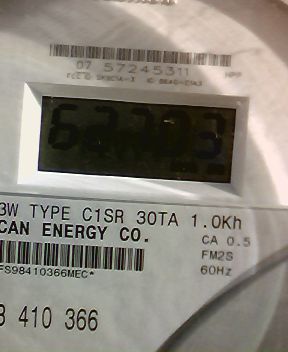 07 57245311 HPP
3W TYPE C1SR 30TA 1.0Kh
CAN ENERGY CO.
CA 0.5
FM2S
60Hz
FS98410366MEC*
3 410 366